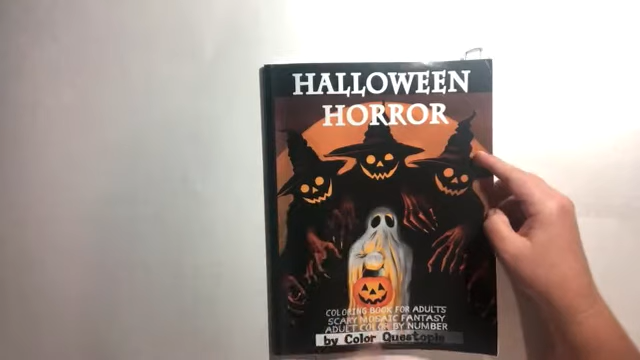 HALLOWEEN
HORROR
COLORING BOOK FOR ADULTS
SCARY MOSAIC FANTASY
ADULT COLOR BY NUMBER
by Color Questopia